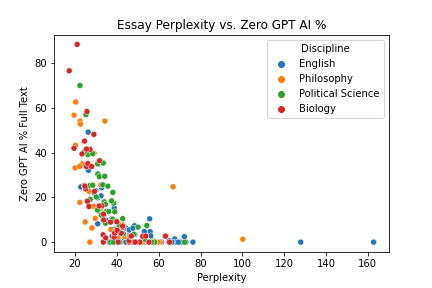 Essay Perplexity vs. Zero GPT AI %
Discipline
English
Philosophy
Political Science
Biology
Zero GPT AI % Full Text
80
60
40
20
0
20 40 60 80 100 120 140 160
Perplexity